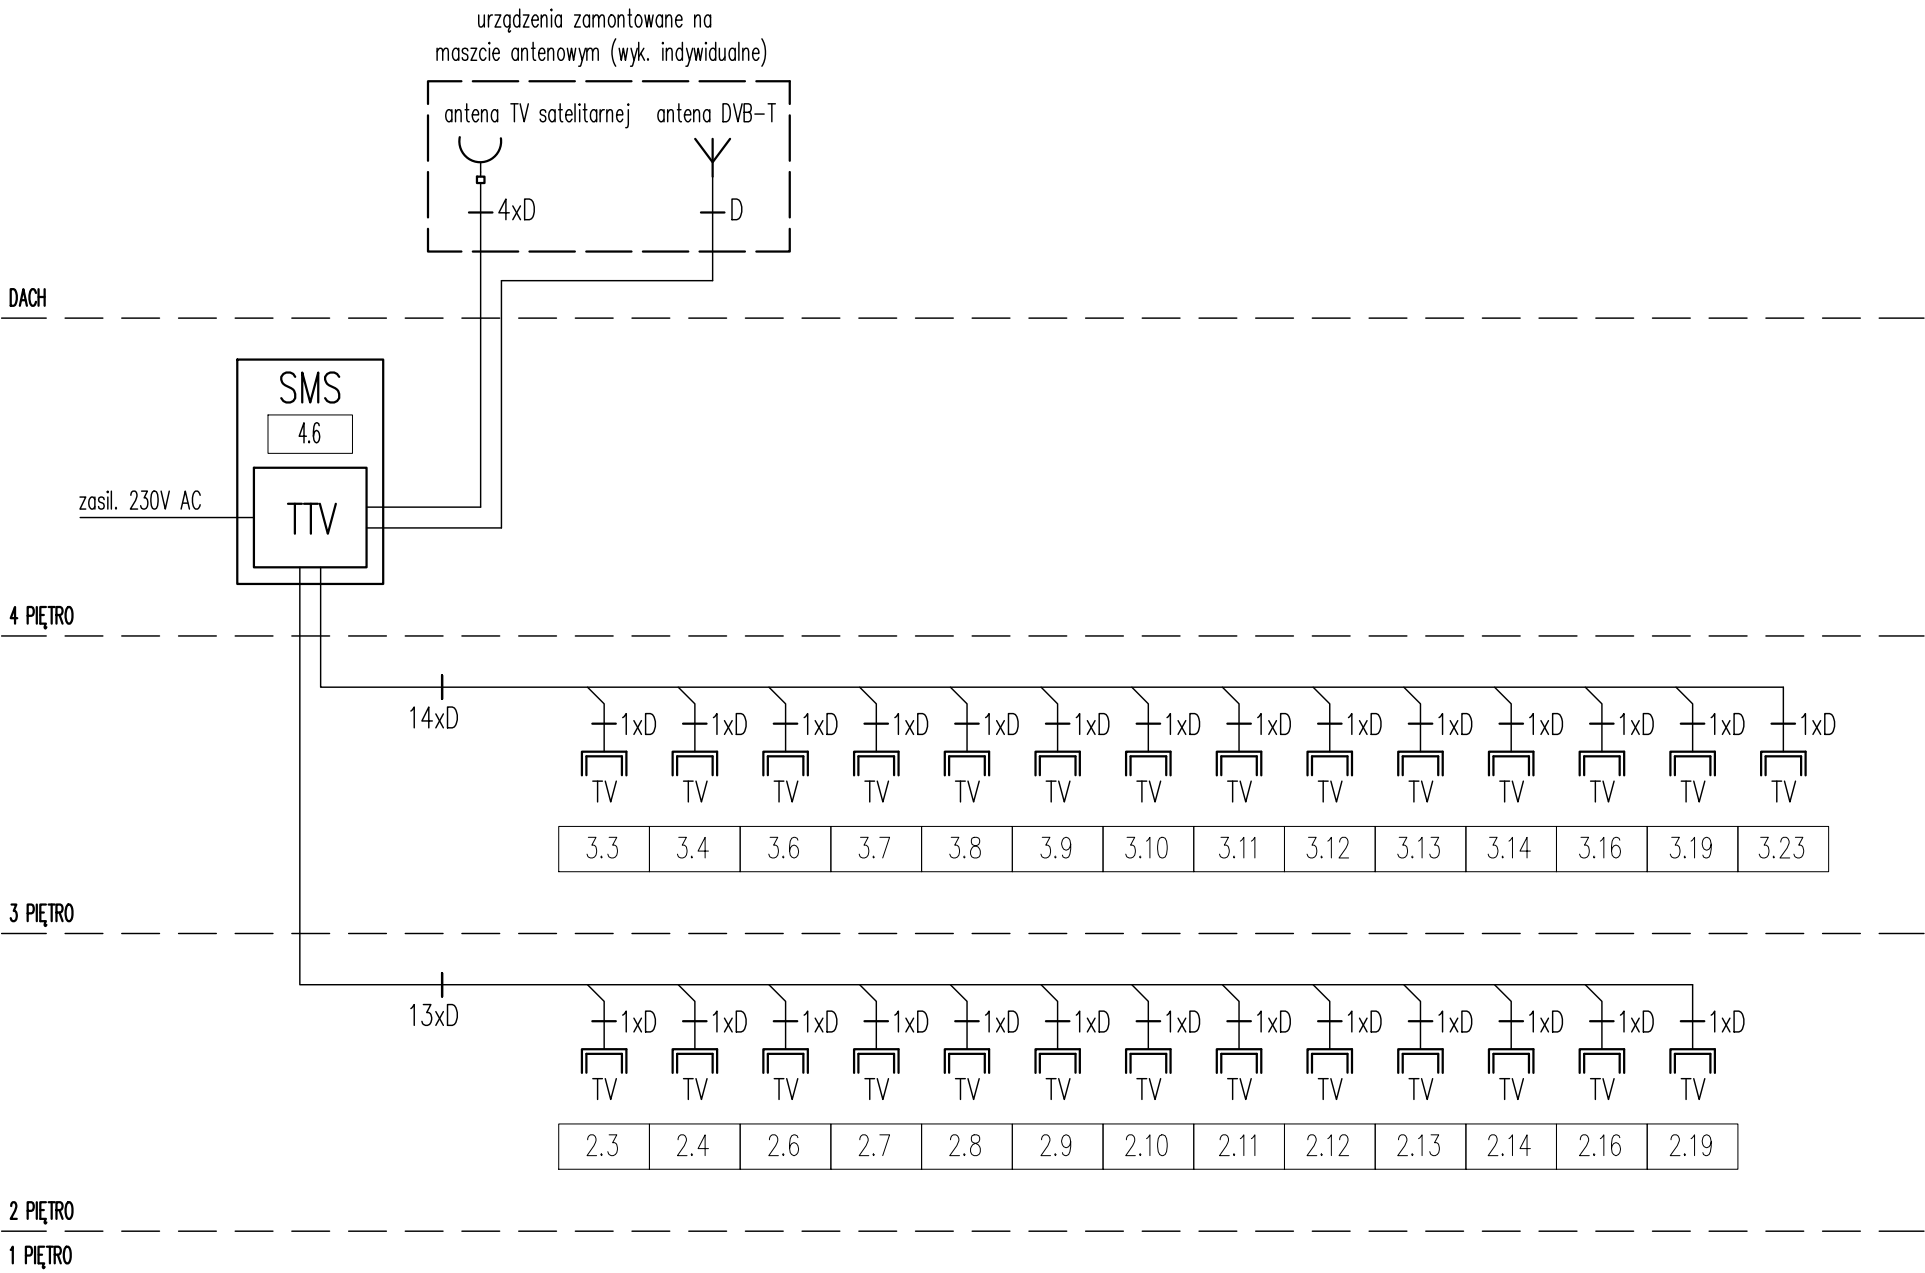 urządzenia zamontowane na
maszcie antenowym (wyk. indywidualne)
antena TV satelitarnej antena DVB-T
4xD D
DACH
SMS
4.6
zasil. 230V AC
TTV
4 PIĘTRO
14xD
1xD 1xD 1xD 1xD 1xD 1xD 1xD 1xD 1xD 1xD 1xD 1xD 1xD 1xD
TV TV TV TV TV TV TV TV TV TV TV TV TV TV
3.3 3.4 3.6 3.7 3.8 3.9 3.10 3.11 3.12 3.13 3.14 3.16 3.19 3.23
3 PIĘTRO
13xD
1xD 1xD 1xD 1xD 1xD 1xD 1xD 1xD 1xD 1xD 1xD 1xD 1xD
TV TV TV TV TV TV TV TV TV TV TV TV TV
2.3 2.4 2.6 2.7 2.8 2.9 2.10 2.11 2.12 2.13 2.14 2.16 2.19
2 PIĘTRO
1 PIĘTRO